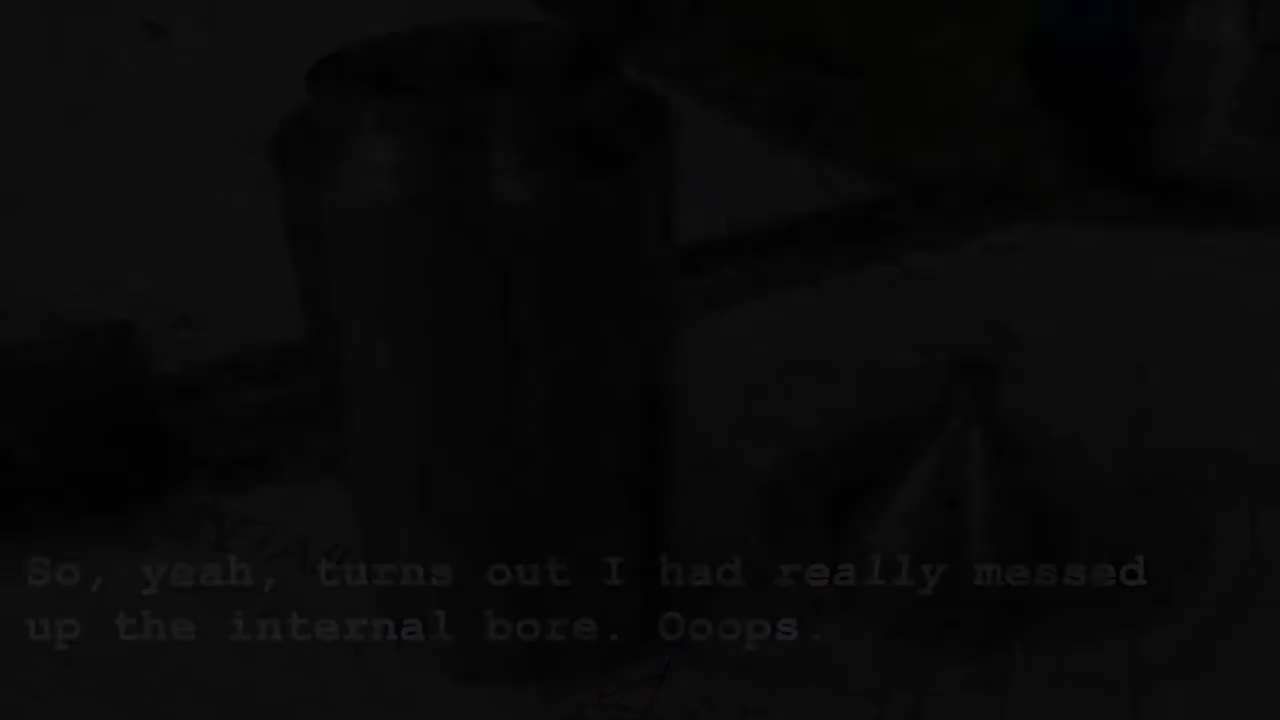 So, yeah, turns out I had really messed
up the internal bore. Ooops.